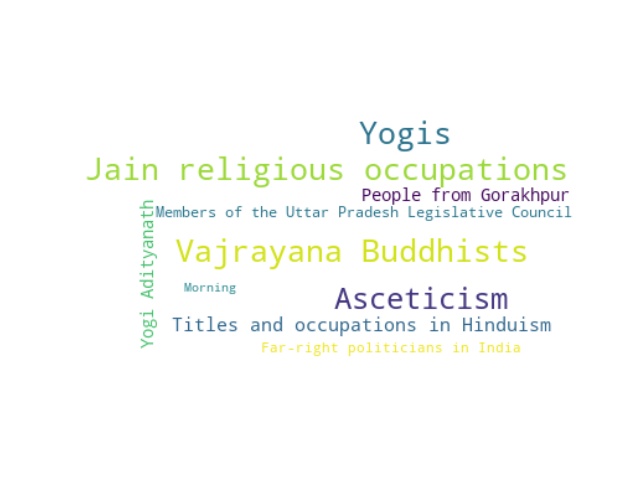 Yogis
Jain religious occupations
People from Gorakhpur
Members of the Uttar Pradesh Legislative Council
Yogi Adityanath
Vajrayana Buddhists
Morning
Asceticism
Titles and occupations in Hinduism
Far-right politicians in India